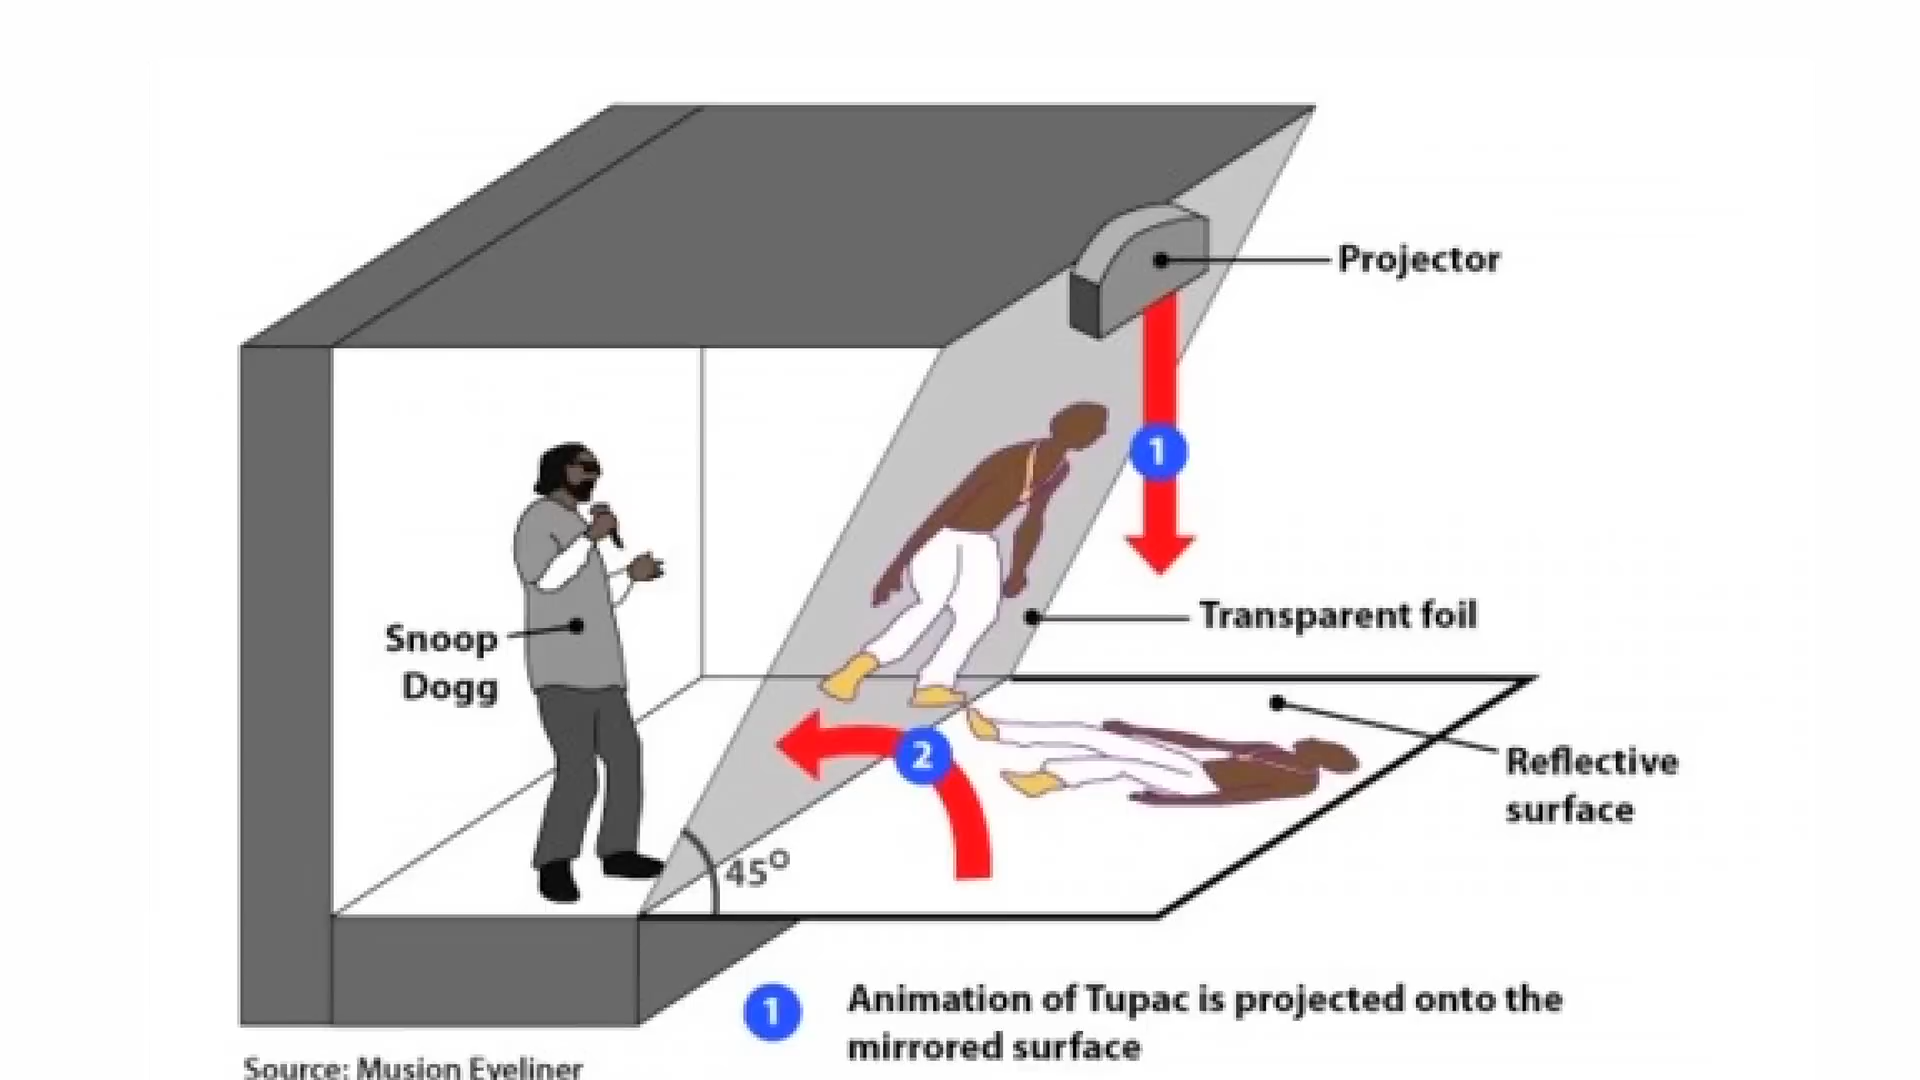 Projector
1
Transparent foil
Snoop
Dogg
2
Reflective
surface
45°
1 Animation of Tupac is projected onto the
mirrored surface
Source: Musion Eyeliner